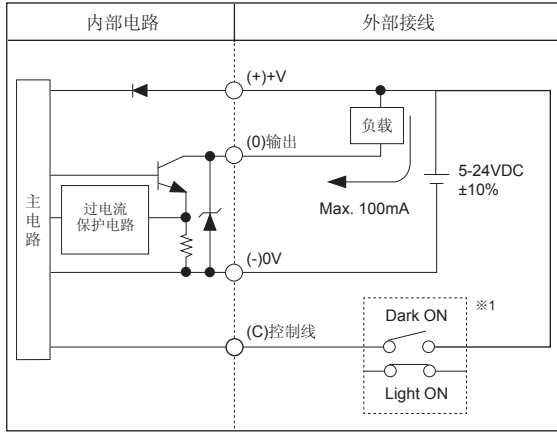 内部电路
外部接线
(+)+V
负载
(0)输出
5-24VDC
±10%
Max. 100mA
主电路
过电流
保护电路
(-)0V
※1
Dark ON
(C)控制线
Light ON